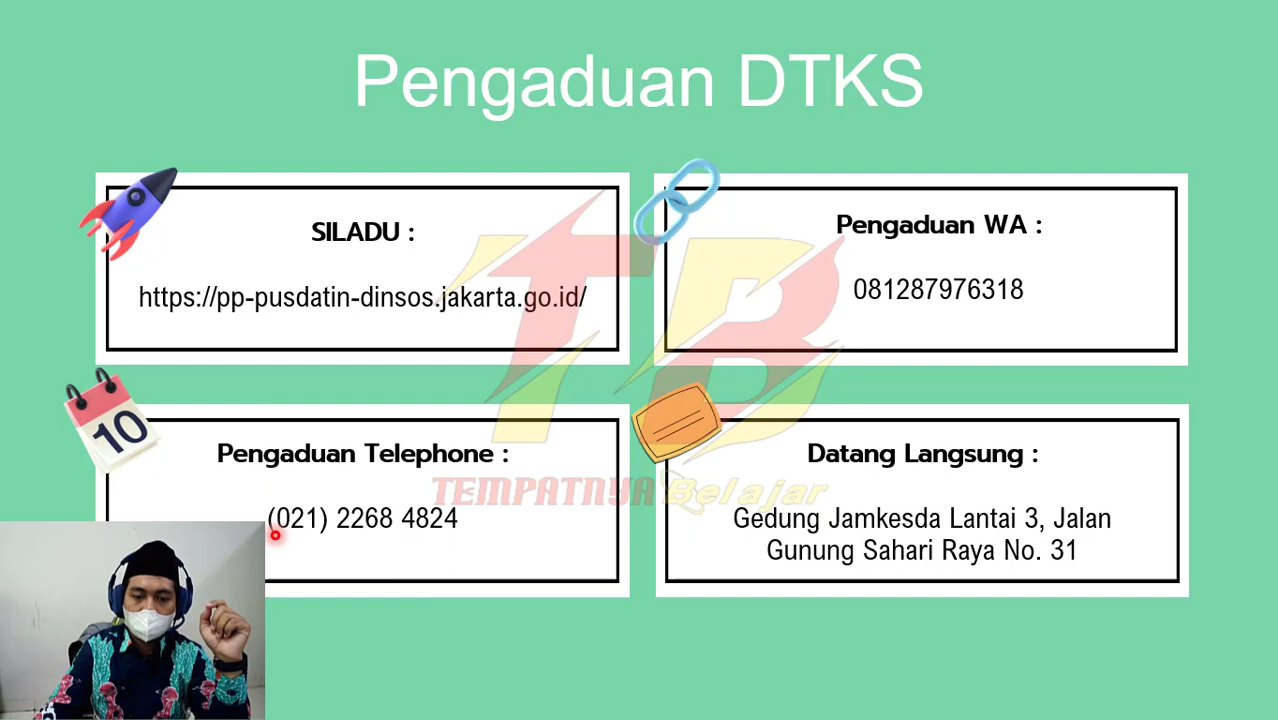 Pengaduan DTKS
SILADU :
https://pp-pusdatin-dinsos.jakarta.go.id/
Pengaduan WA :
081287976318
10
Pengaduan Telephone :
(021) 2268 4824
Datang Langsung :
Gedung Jamkesda Lantai 3, Jalan
Gunung Sahari Raya No. 31
TB
TEMPATNYA Belajar